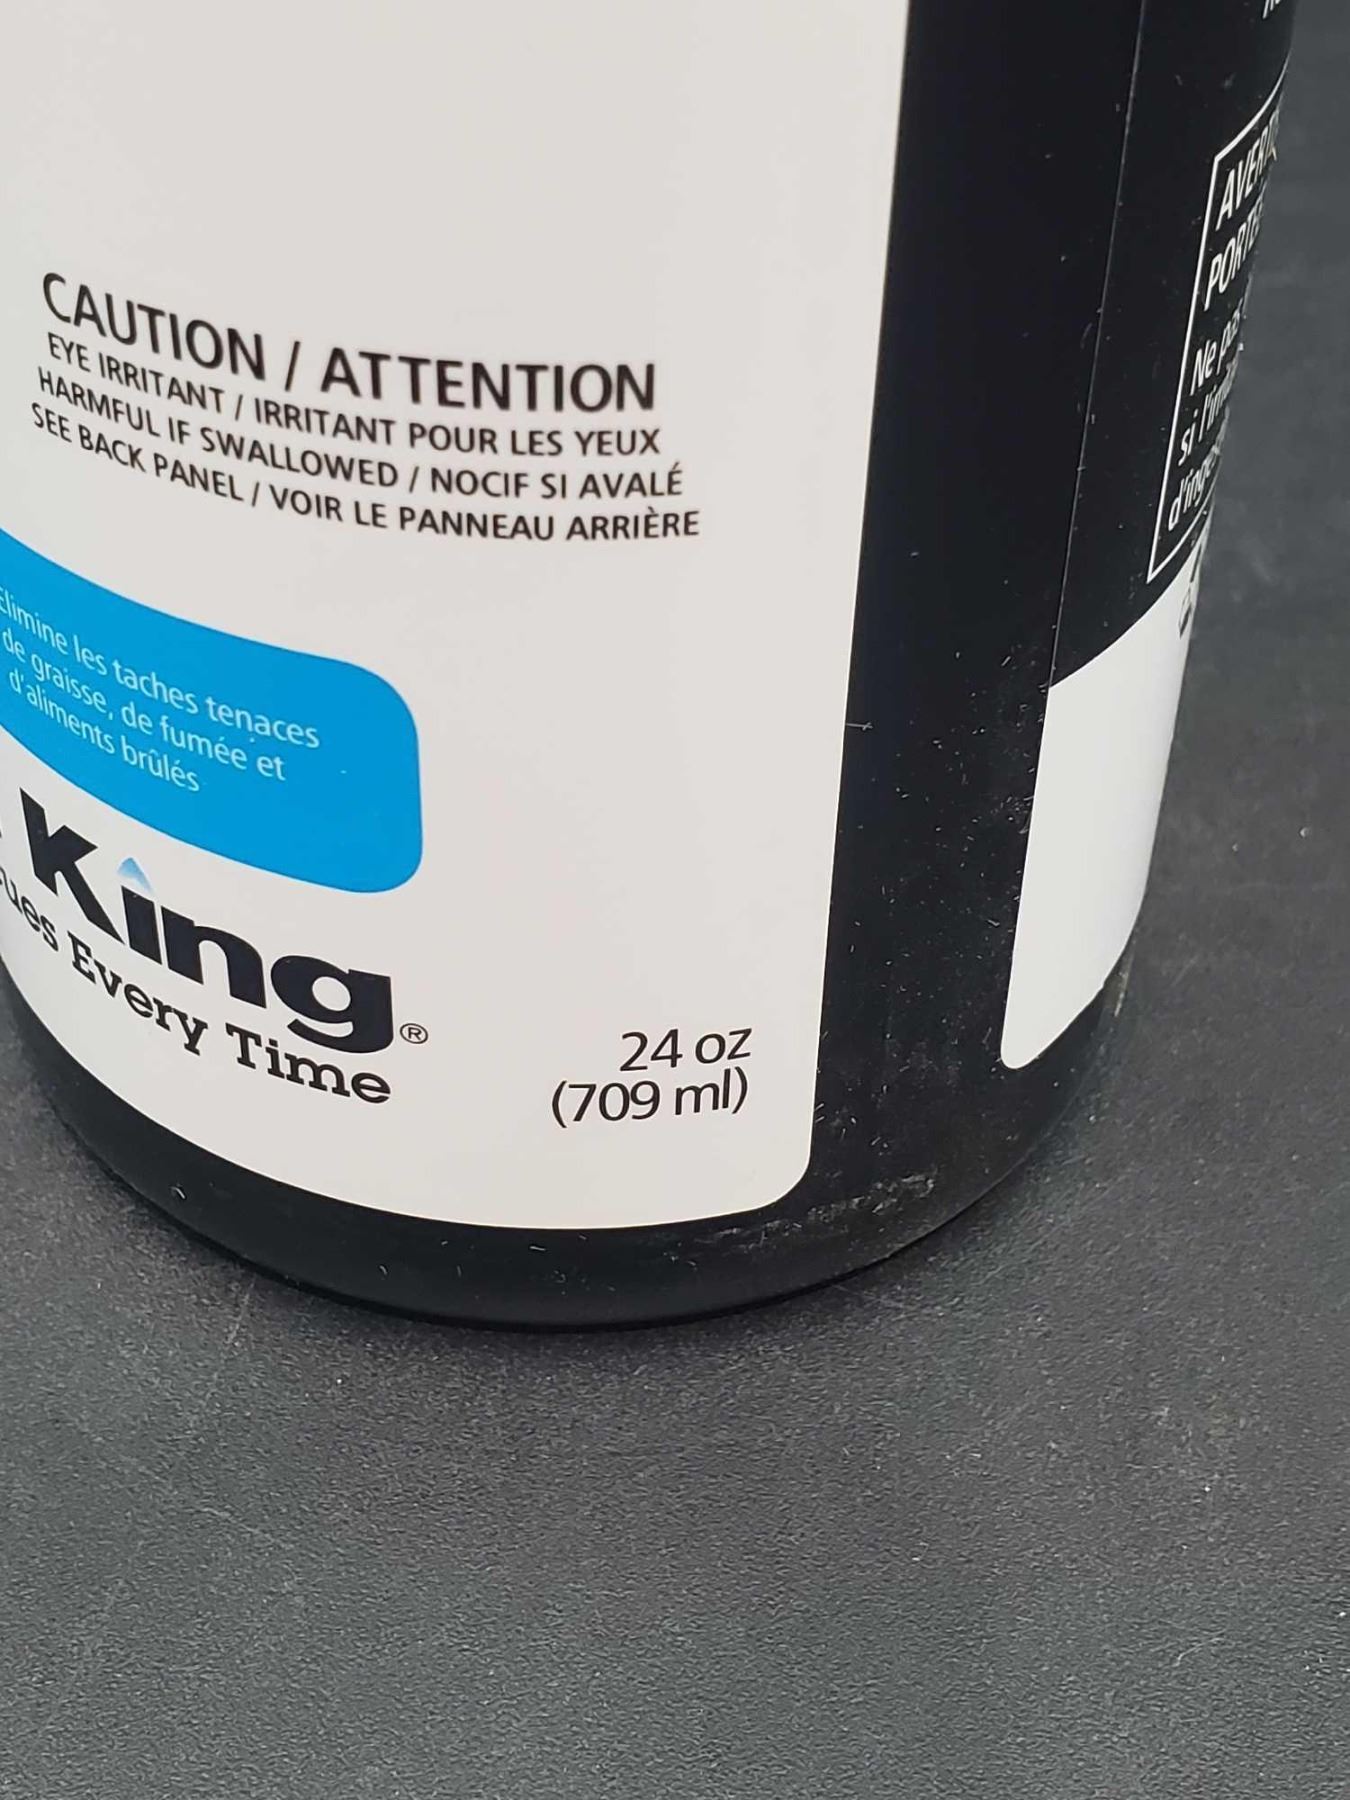 CAUTION / ATTENTION
EYE IRRITANT / IRRITANT POUR LES YEUX
HARMFUL IF SWALLOWED / NOCIF SI AVALÉ
SEE BACK PANEL / VOIR LE PANNEAU ARRIÈRE
Élimine les taches tenaces
de graisse, de fumée et
d'aliments brûlés
King®
Every Time
24 oz
(709 ml)
Ne pas